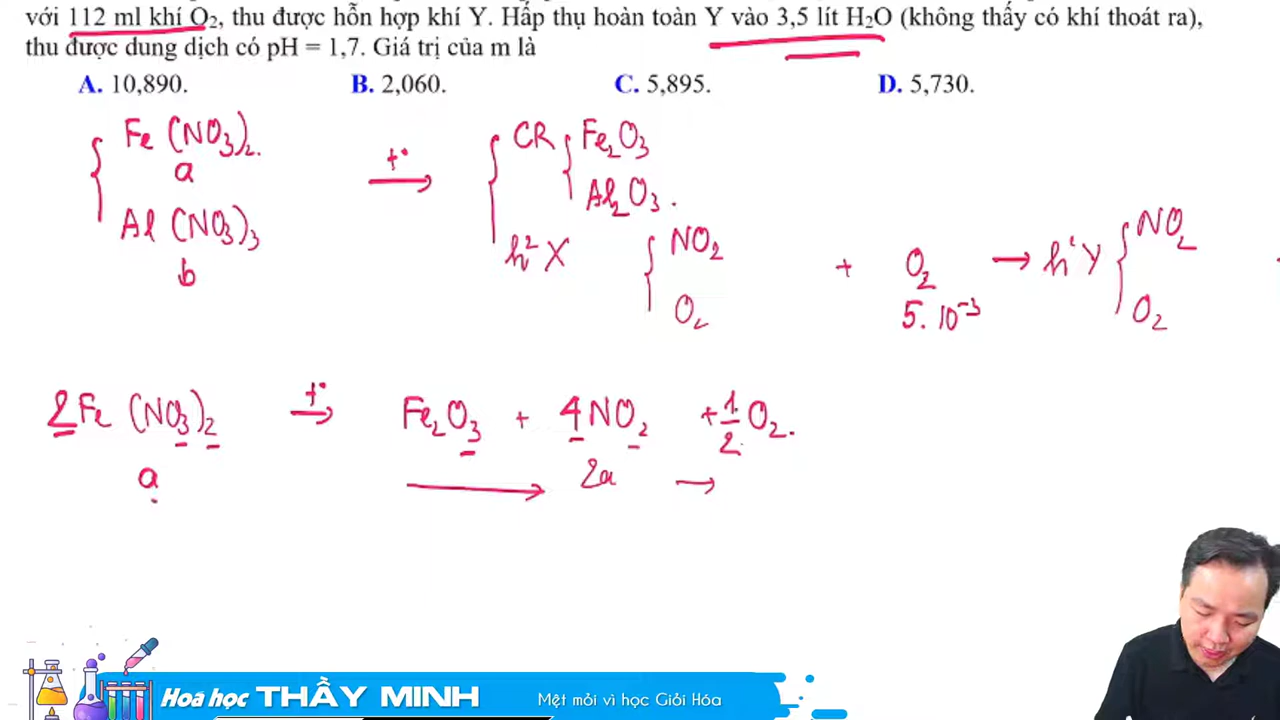 với 112 ml khí O₂, thu được hỗn hợp khí Y. Hấp thụ hoàn toàn Y vào 3,5 lít H₂O (không thấy có khí thoát ra),
thu được dung dịch có pH = 1,7. Giá trị của m là
A. 10,890. B. 2,060. C. 5,895. D. 5,730.
Fe (NO₃)₂.
a
Al (NO₃)₃
b
t°
CR Fe₂O₃
Al₂O₃.
h² X NO₂
O₂
+ O₂
5.10⁻³
→ h² Y NO₂
O₂
2Fe (NO₃)₂ t° → Fe₂O₃ + 4NO₂ + 1/2 O₂.
a → 2a →
Hoá học THẦY MINH Mệt mỏi vì học Giỏi Hóa